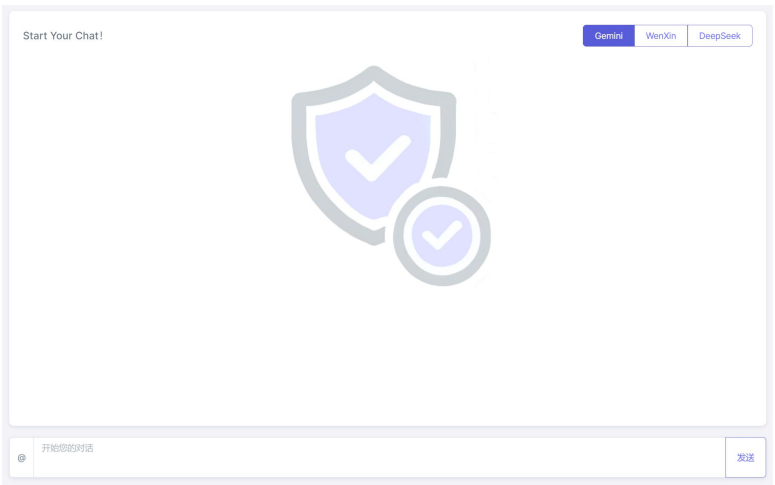 Start Your Chat!
Gemini WenXin DeepSeek
开始您的对话
@
发送